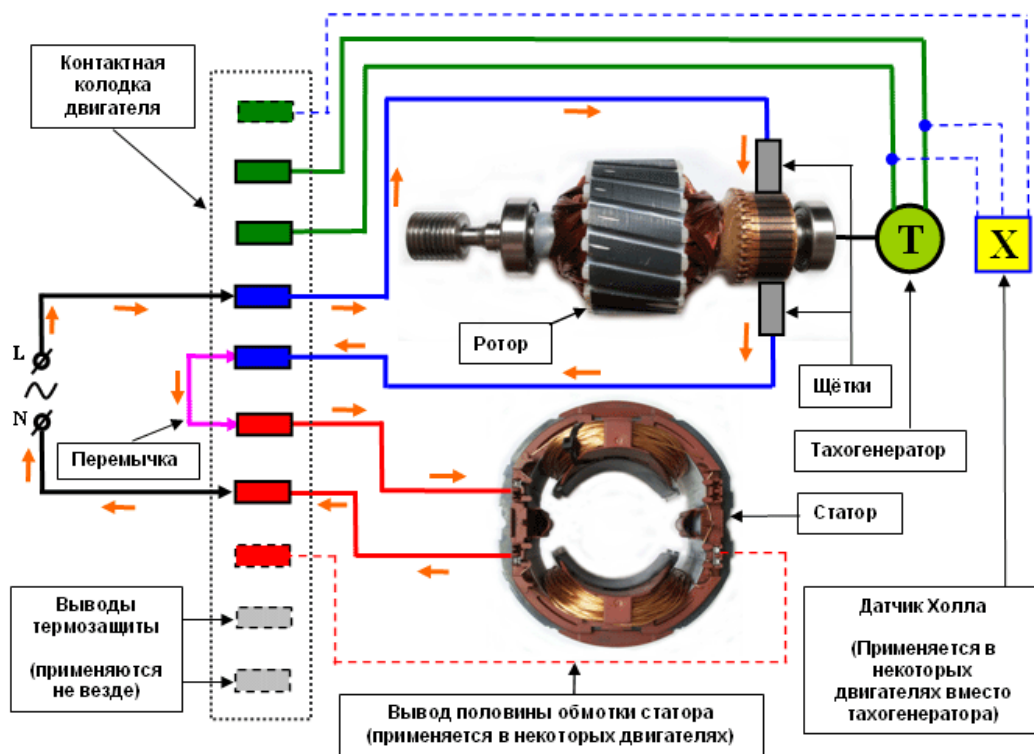 Контактная
колодка
двигателя
L
N
Перемычка
Ротор
T
X
Щётки
Тахогенератор
Статор
Выводы
термозащиты
(применяются
не везде)
Вывод половины обмотки статора
(применяется в некоторых двигателях)
Датчик Холла
(Применяется в
некоторых
двигателях вместо
тахогенератора)